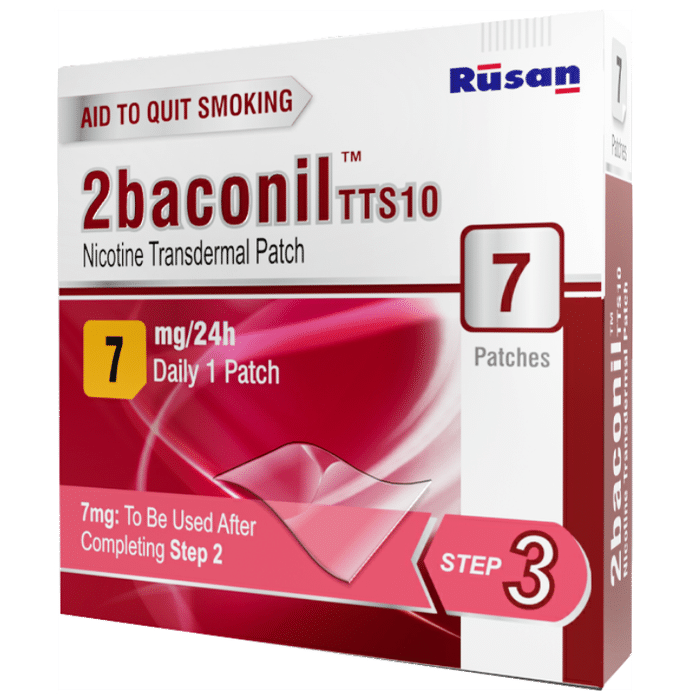 Rūsan
AID TO QUIT SMOKING
2baconil™ TTS10
Nicotine Transdermal Patch
7
Patches
7 mg/24h
Daily 1 Patch
7mg: To Be Used After
Completing Step 2
STEP 3
7
Patches
2baconil™ TTS10
Nicotine Transdermal Patch